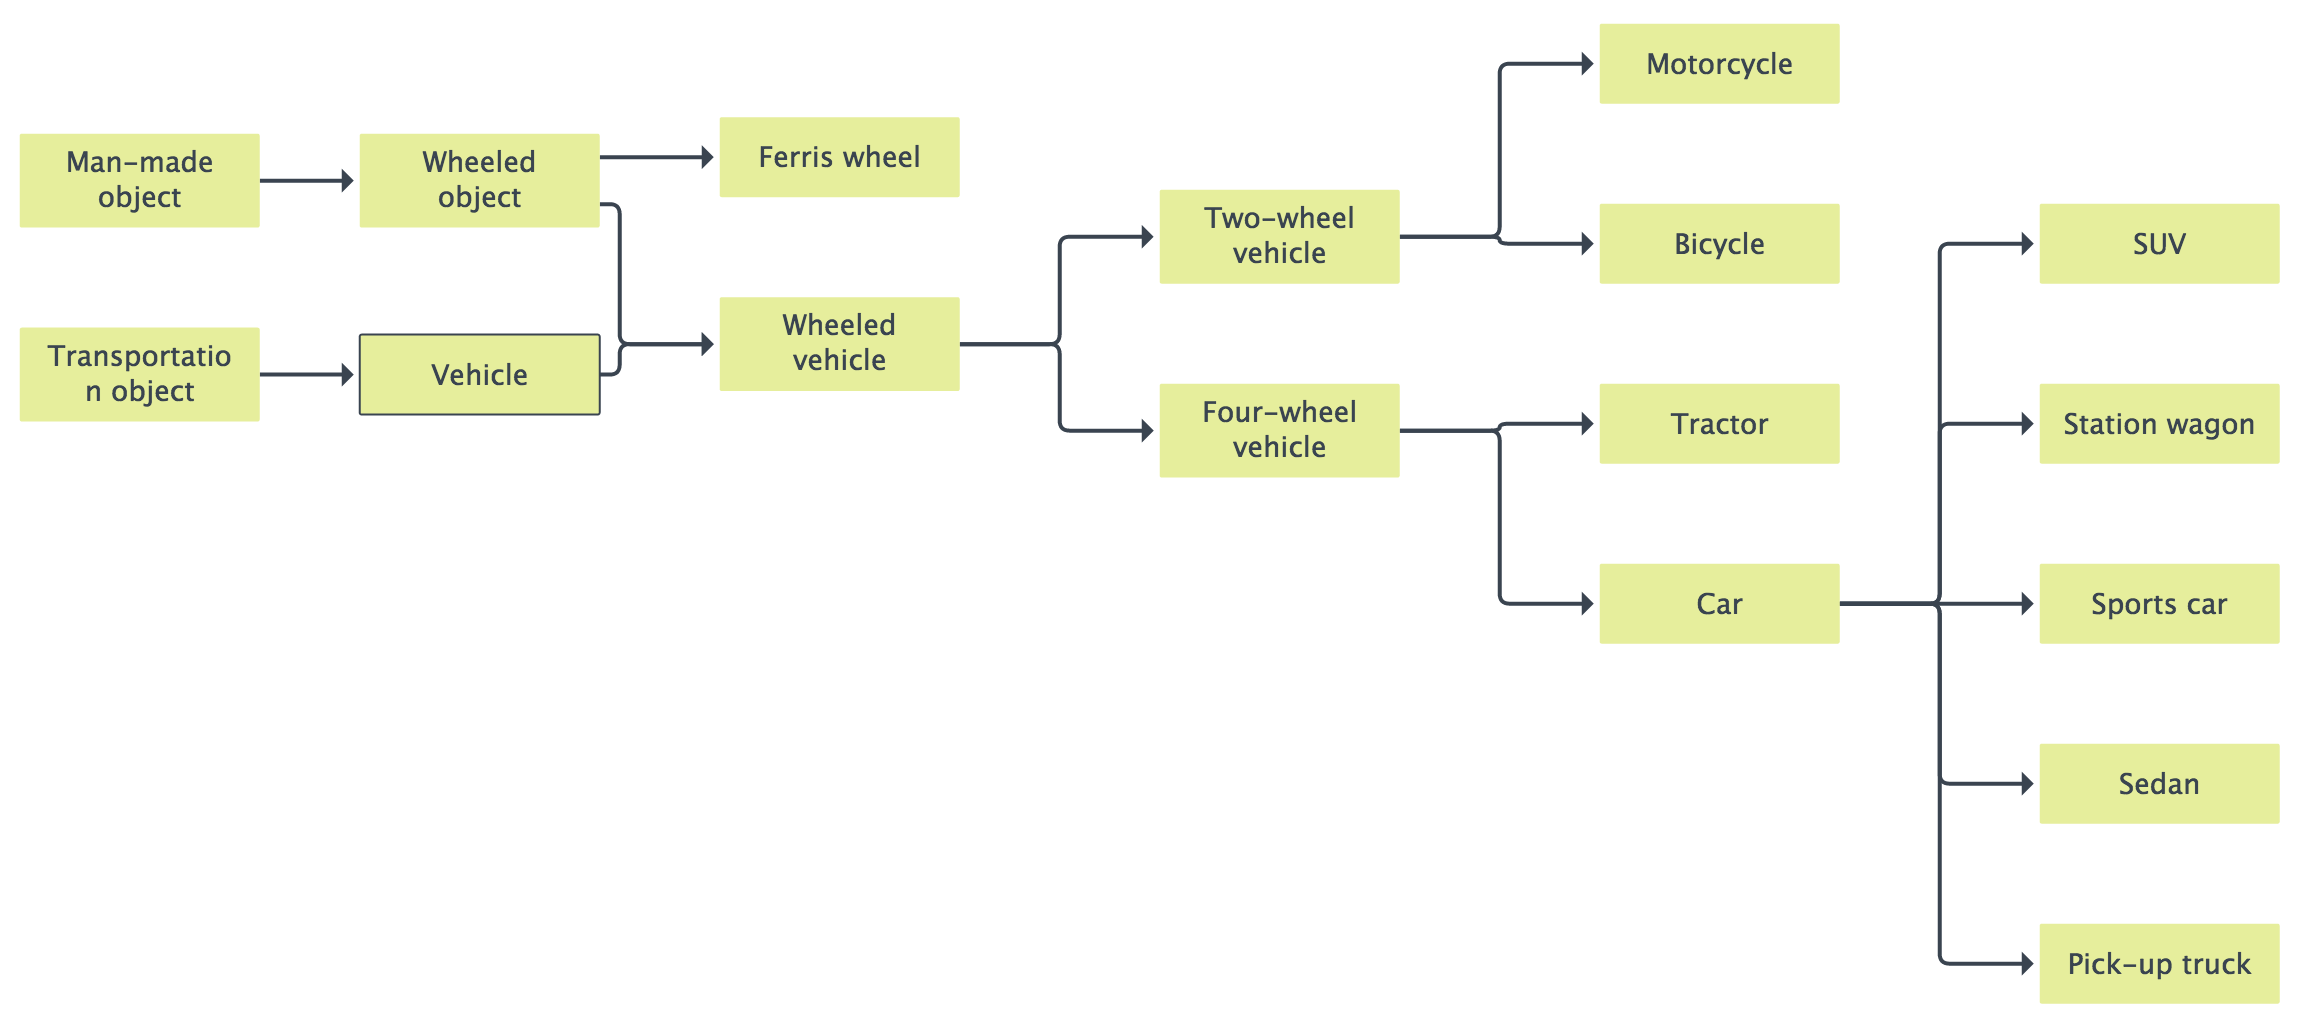 Man-made
object
Wheeled
object
Ferris wheel
Transportatio
n object
Vehicle
Wheeled
vehicle
Two-wheel
vehicle
Four-wheel
vehicle
Motorcycle
Bicycle
Tractor
Car
SUV
Station wagon
Sports car
Sedan
Pick-up truck